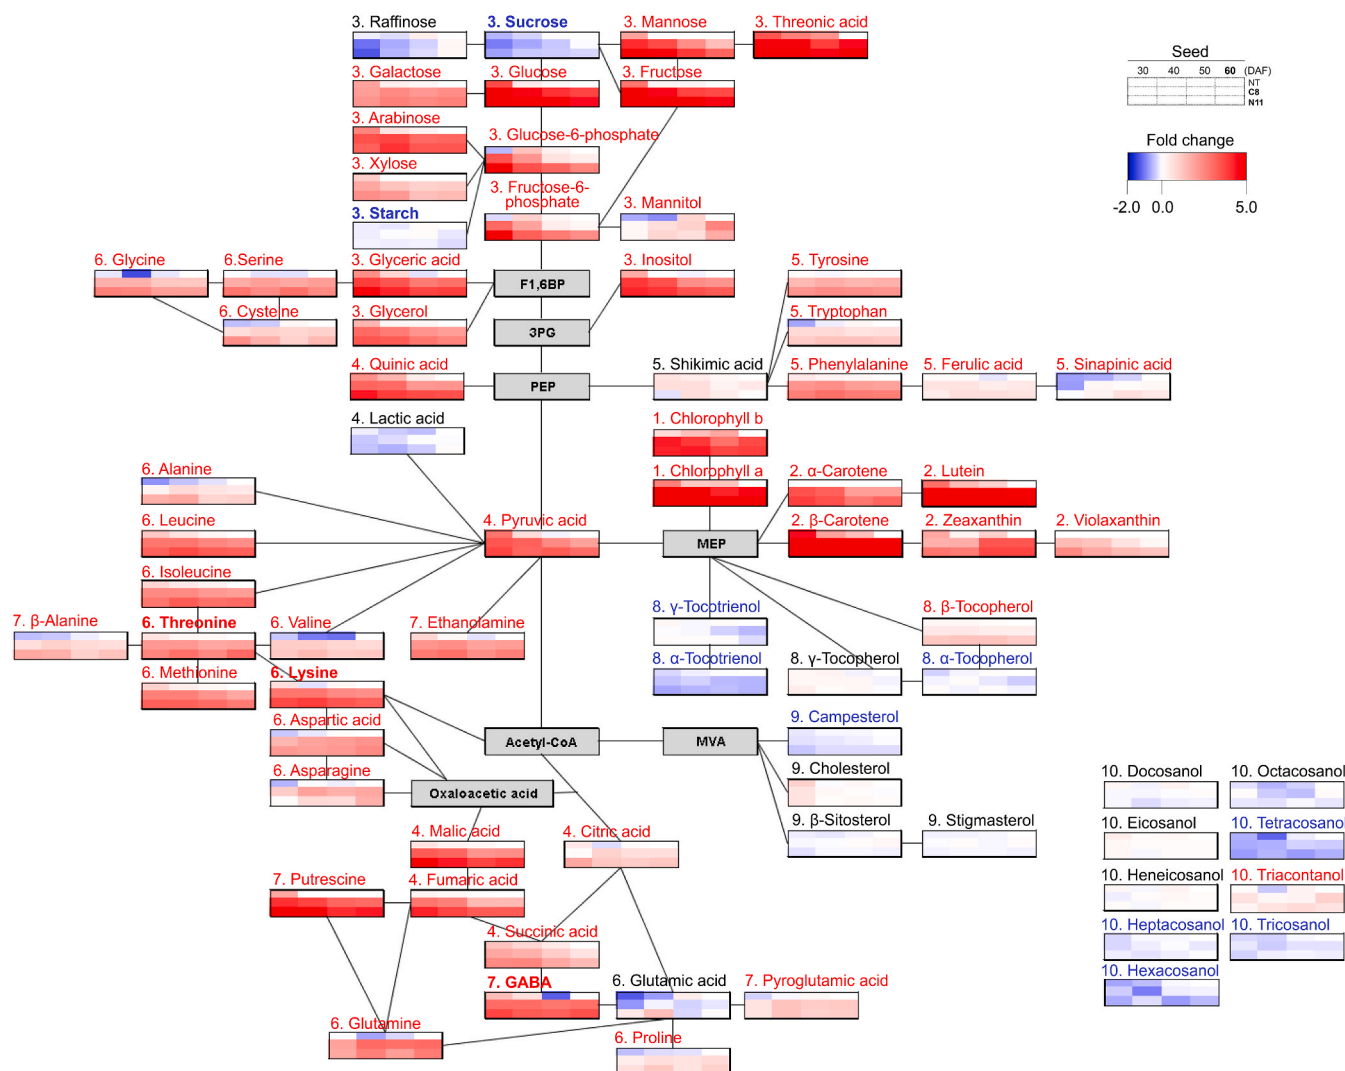 3. Raffinose
3. Sucrose
3. Mannose
3. Threonic acid
Seed
30 40 50 60 (DAF)
NT
C8
N11
3. Galactose
3. Glucose
3. Fructose
3. Arabinose
3. Glucose-6-phosphate
Fold change
-2.0 0.0 5.0
3. Xylose
3. Fructose-6-
phosphate
3. Starch
3. Mannitol
6. Glycine
6.Serine
3. Glyceric acid
F1,6BP
3. Inositol
5. Tyrosine
6. Cysteine
3. Glycerol
3PG
5. Tryptophan
4. Quinic acid
PEP
5. Shikimic acid
5. Phenylalanine
5. Ferulic acid
5. Sinapinic acid
4. Lactic acid
1. Chlorophyll b
6. Alanine
1. Chlorophyll a
2. α-Carotene
2. Lutein
6. Leucine
4. Pyruvic acid
MEP
2. β-Carotene
2. Zeaxanthin
2. Violaxanthin
6. Isoleucine
7. β-Alanine
6. Threonine
6. Valine
7. Ethanolamine
8. γ-Tocotrienol
8. β-Tocopherol
6. Methionine
6. Lysine
8. α-Tocotrienol
8. γ-Tocopherol
8. α-Tocopherol
6. Aspartic acid
Acetyl-CoA
MVA
9. Campesterol
6. Asparagine
Oxaloacetic acid
9. Cholesterol
10. Docosanol
10. Octacosanol
4. Malic acid
4. Citric acid
9. β-Sitosterol
9. Stigmasterol
10. Eicosanol
10. Tetracosanol
7. Putrescine
4. Fumaric acid
10. Heneicosanol
10. Triacontanol
4. Succinic acid
10. Heptacosanol
10. Tricosanol
7. GABA
6. Glutamic acid
7. Pyroglutamic acid
10. Hexacosanol
6. Glutamine
6. Proline